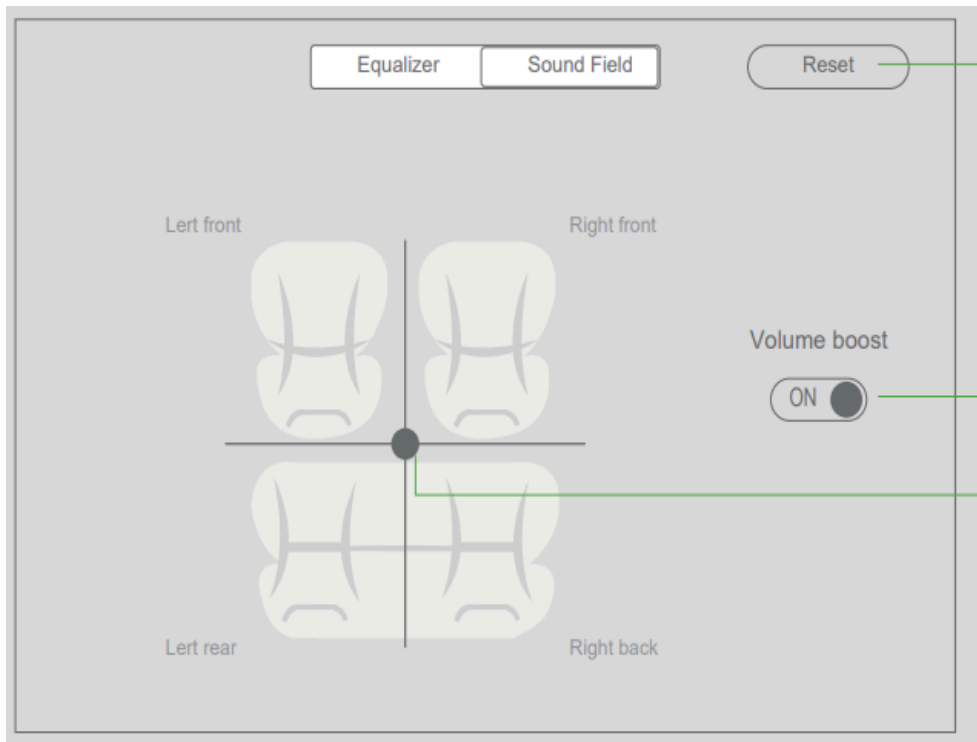 Equalizer Sound Field Reset
Lert front Right front
Volume boost
ON
Lert rear Right back